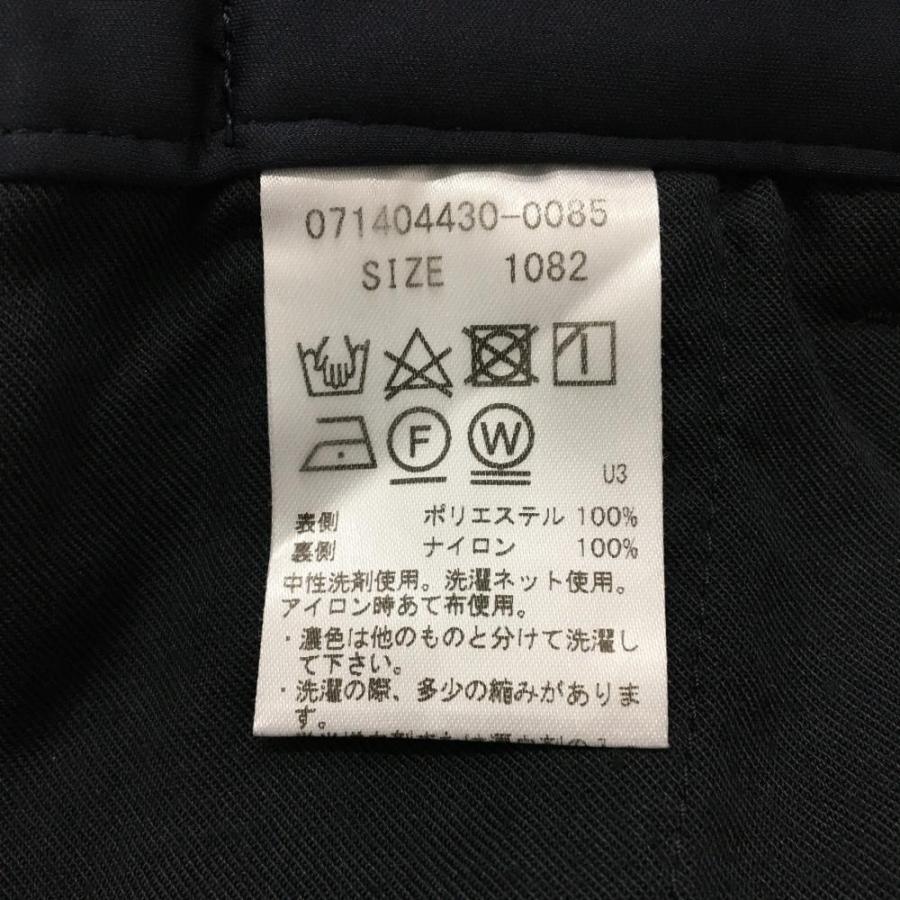 071404430-0085
SIZE 1082
F W
U3
表側 ポリエステル 100%
裏側 ナイロン 100%
中性洗剤使用。洗濯ネット使用。
アイロン時あて布使用。
・濃色は他のものと分けて洗濯し
て下さい。
・洗濯の際、多少の縮みがありま
す。